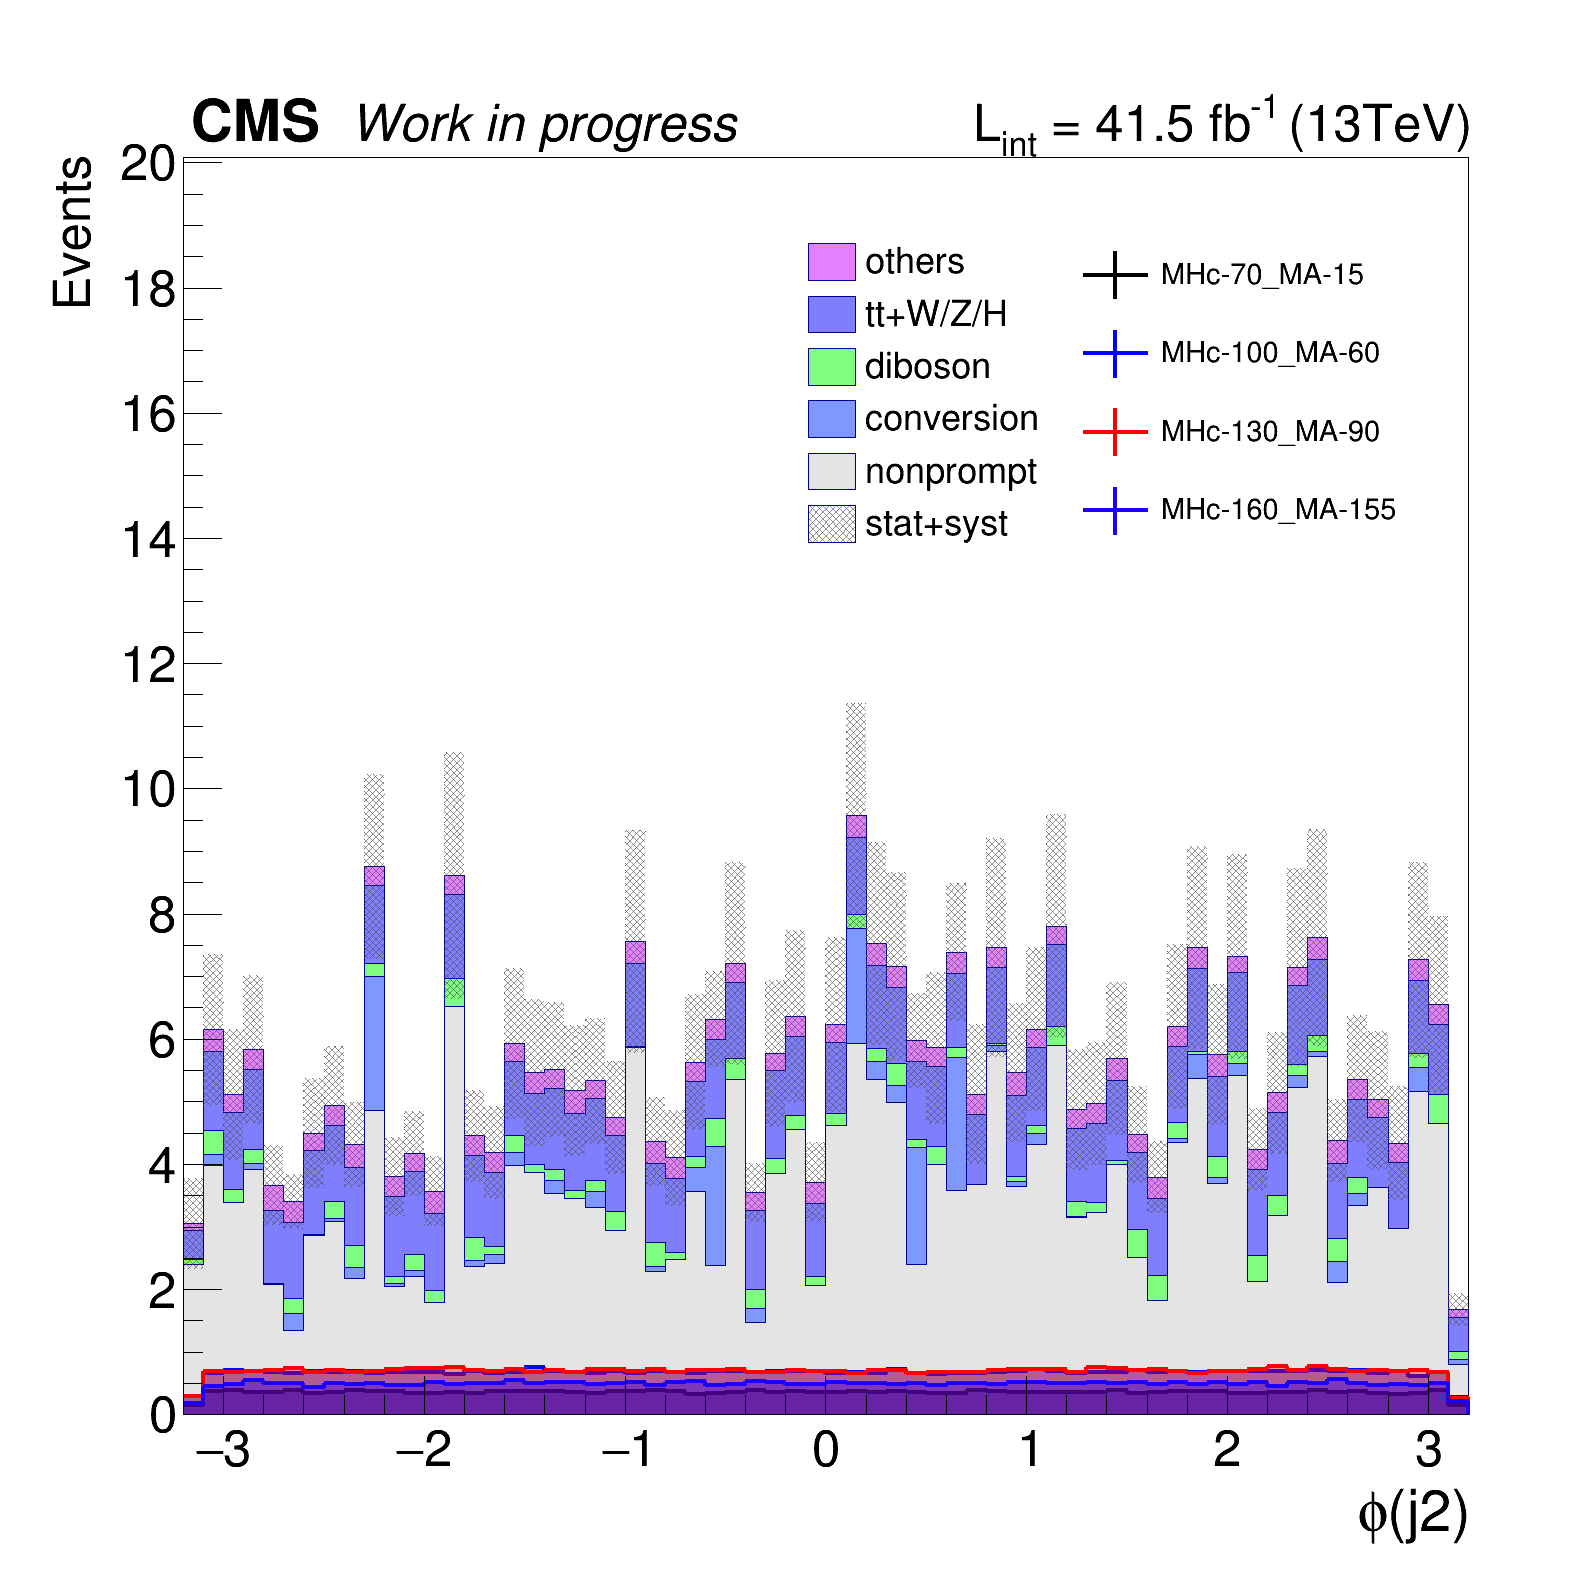 CMS Work in progress
L_int = 41.5 fb^-1 (13TeV)
Events
20
18
16
14
12
10
8
6
4
2
0
others
tt+W/Z/H
diboson
conversion
nonprompt
stat+syst
MHc-70_MA-15
MHc-100_MA-60
MHc-130_MA-90
MHc-160_MA-155
−3 −2 −1 0 1 2 3
ϕ(j2)